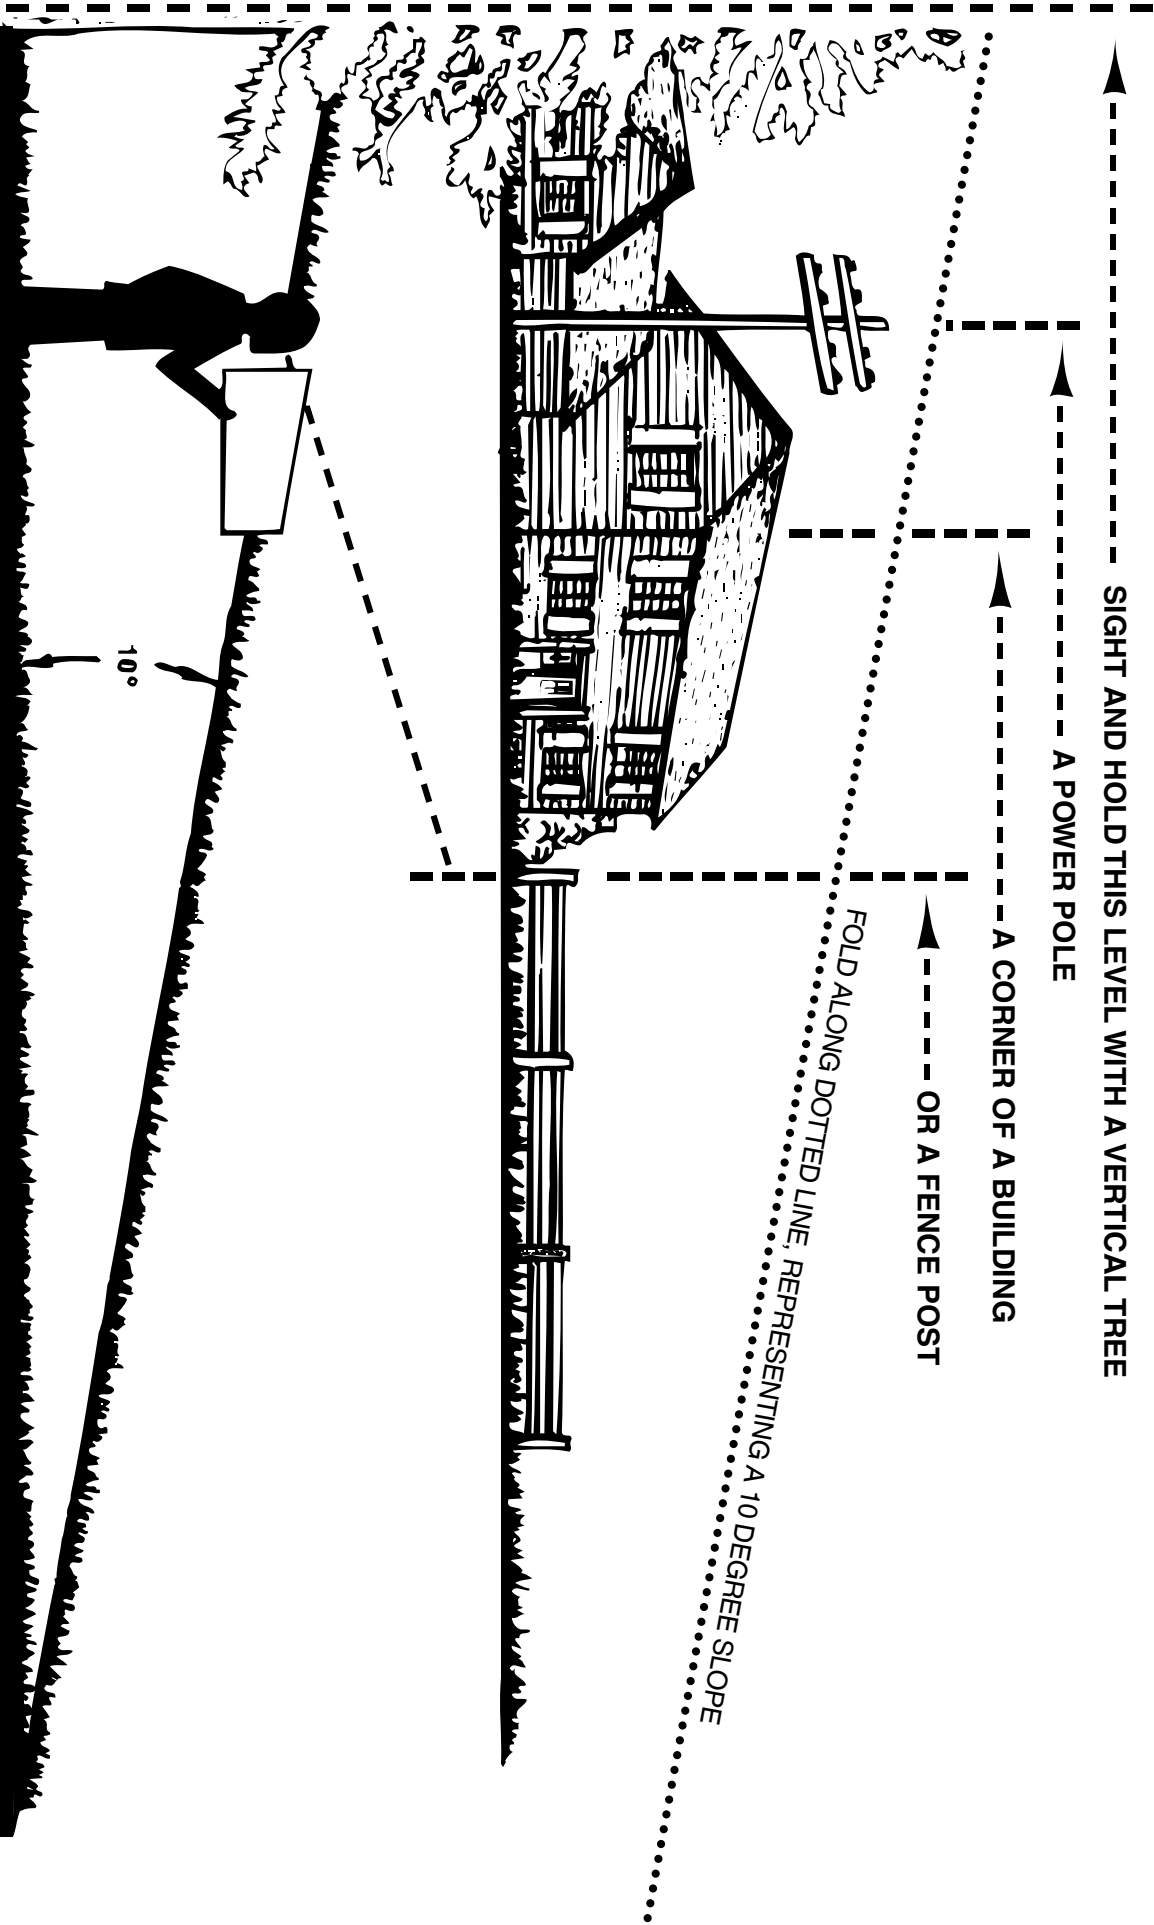 SIGHT AND HOLD THIS LEVEL WITH A VERTICAL TREE
A POWER POLE
A CORNER OF A BUILDING
OR A FENCE POST
FOLD ALONG DOTTED LINE, REPRESENTING A 10 DEGREE SLOPE
10°